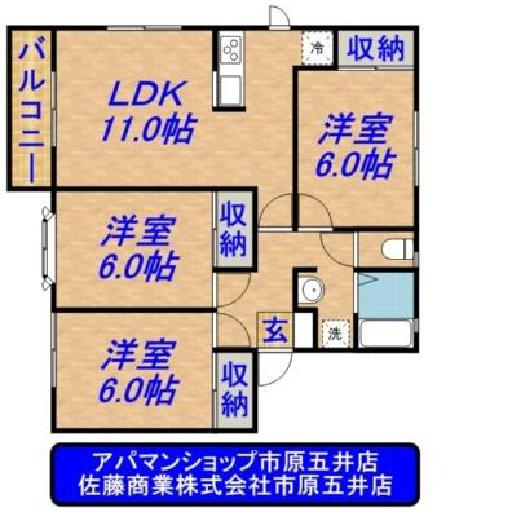 バルコニー
LDK
11.0帖
冷
収納
洋室
6.0帖
洋室
6.0帖
収納
洋室
6.0帖
収納
玄
洗
アパマンショップ市原五井店
佐藤商業株式会社市原五井店